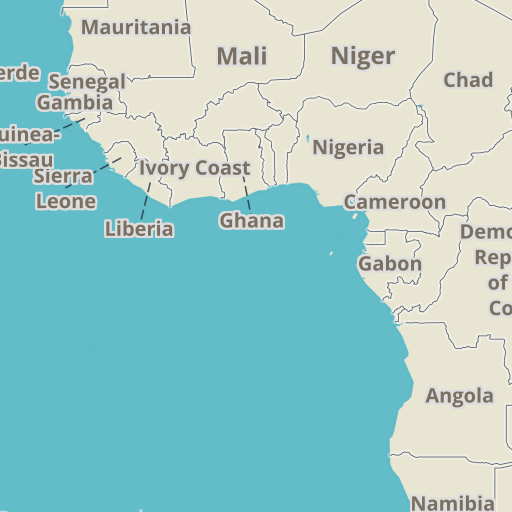 Mauritania
Mali
Niger
Chad
erde
Senegal
Gambia
uinea-
Bissau
Sierra
Leone
Ivory Coast
Nigeria
Liberia
Ghana
Cameroon
Gabon
Demo
Rep
of
Co
Angola
Namibia